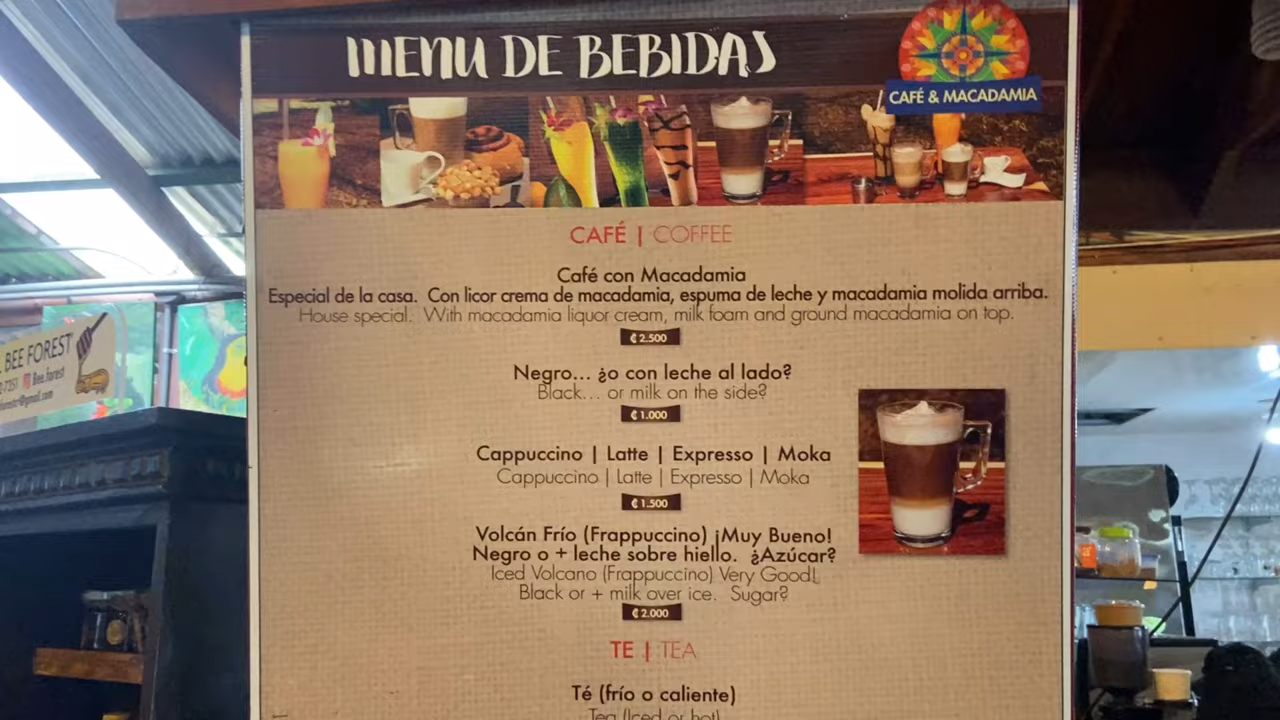 MENU DE BEBIDAS
CAFÉ & MACADAMIA
CAFÉ | COFFEE
Café con Macadamia
Especial de la casa. Con licor crema de macadamia, espuma de leche y macadamia molida arriba.
House special. With macadamia liquor cream, milk foam and ground macadamia on top.
₡ 2.500
Negro... ¿o con leche al lado?
Black... or milk on the side?
₡ 1.000
Cappuccino | Latte | Expresso | Moka
Cappuccino | Latte | Expresso | Moka
₡ 1.500
Volcán Frío (Frappuccino) ¡Muy Bueno!
Negro o + leche sobre hiello. ¿Azúcar?
Iced Volcano (Frappuccino) Very Good!
Black or + milk over ice. Sugar?
₡ 2.000
TE | TEA
Té (frío o caliente)
Tea (Iced or hot)
BEE FOREST
Bee.forest
@gmail.com